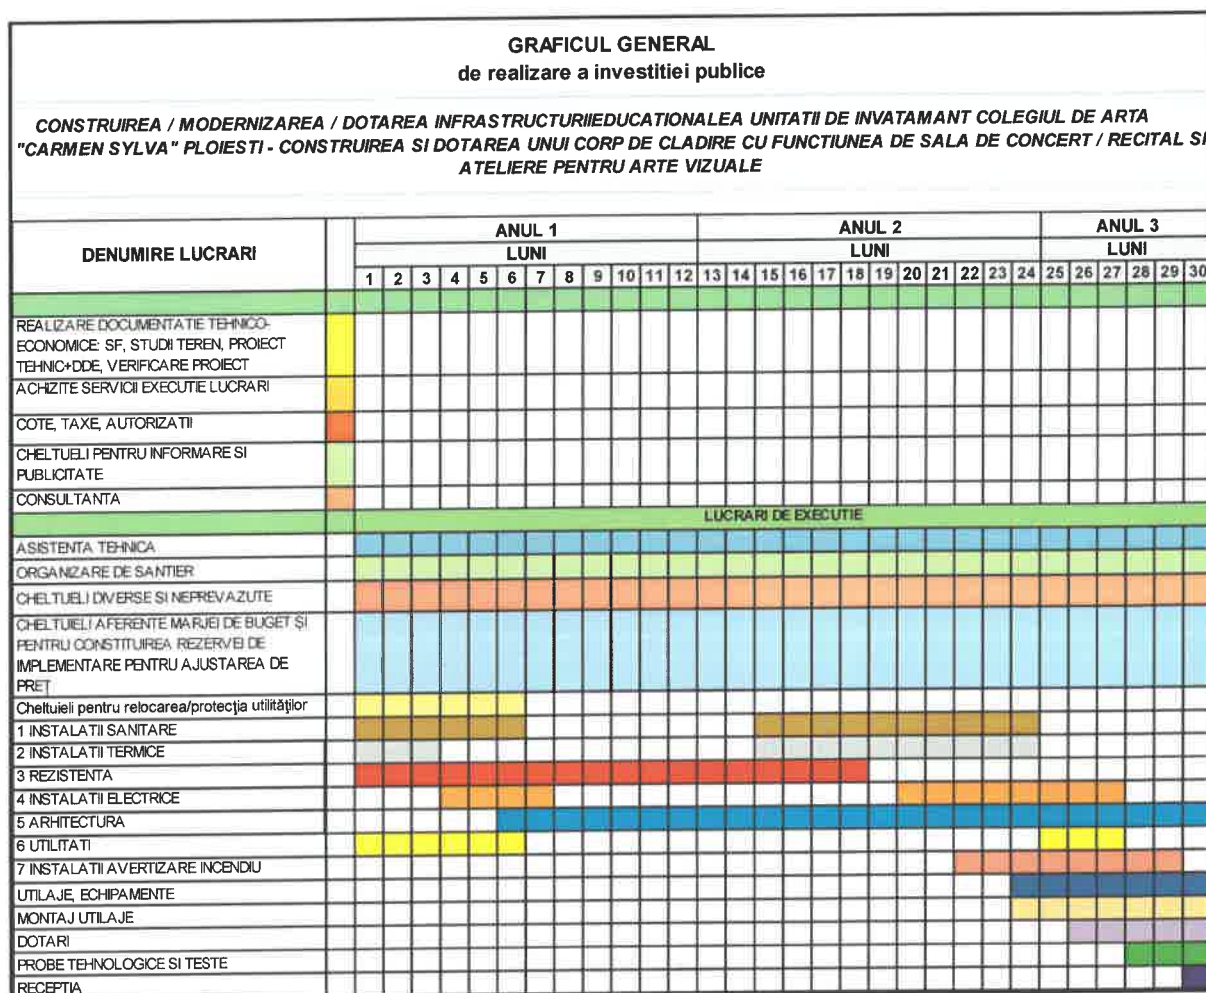 GRAFICUL GENERAL
de realizare a investitiei publice
CONSTRUIREA / MODERNIZAREA / DOTAREA INFRASTRUCTURIIEDUCATIONALEA UNITATII DE INVATAMANT COLEGIUL DE ARTA
"CARMEN SYLVA" PLOIESTI - CONSTRUIREA SI DOTAREA UNUI CORP DE CLADIRE CU FUNCTIUNEA DE SALA DE CONCERT / RECITAL SI
ATELIERE PENTRU ARTE VIZUALE
DENUMIRE LUCRARI
ANUL 1 ANUL 2 ANUL 3
LUNI LUNI LUNI
1 2 3 4 5 6 7 8 9 10 11 12 13 14 15 16 17 18 19 20 21 22 23 24 25 26 27 28 29 30
REALIZARE DOCUMENTATIE TEHNICO-
ECONOMICE: SF, STUDII TEREN, PROIECT
TEHNIC+DDE, VERIFICARE PROIECT
ACHIZITE SERVICII EXECUTIE LUCRARI
COTE, TAXE, AUTORIZATII
CHELTUELI PENTRU INFORMARE SI
PUBLICITATE
CONSULTANTA
LUCRARI DE EXECUTIE
ASISTENTA TEHNICA
ORGANIZARE DE SANTIER
CHELTUELI DIVERSE SI NEPREVAZUTE
CHELTUIELI AFERENTE MARJEI DE BUGET ȘI
PENTRU CONSTITUIREA REZERVEI DE
IMPLEMENTARE PENTRU AJUSTAREA DE
PREȚ
Cheltuieli pentru relocarea/protecţia utilităţilor
1 INSTALATII SANITARE
2 INSTALATII TERMICE
3 REZISTENTA
4 INSTALATII ELECTRICE
5 ARHITECTURA
6 UTILITATI
7 INSTALATII AVERTIZARE INCENDIU
UTILAJE, ECHIPAMENTE
MONTAJ UTILAJE
DOTARI
PROBE TEHNOLOGICE SI TESTE
RECEPTIA